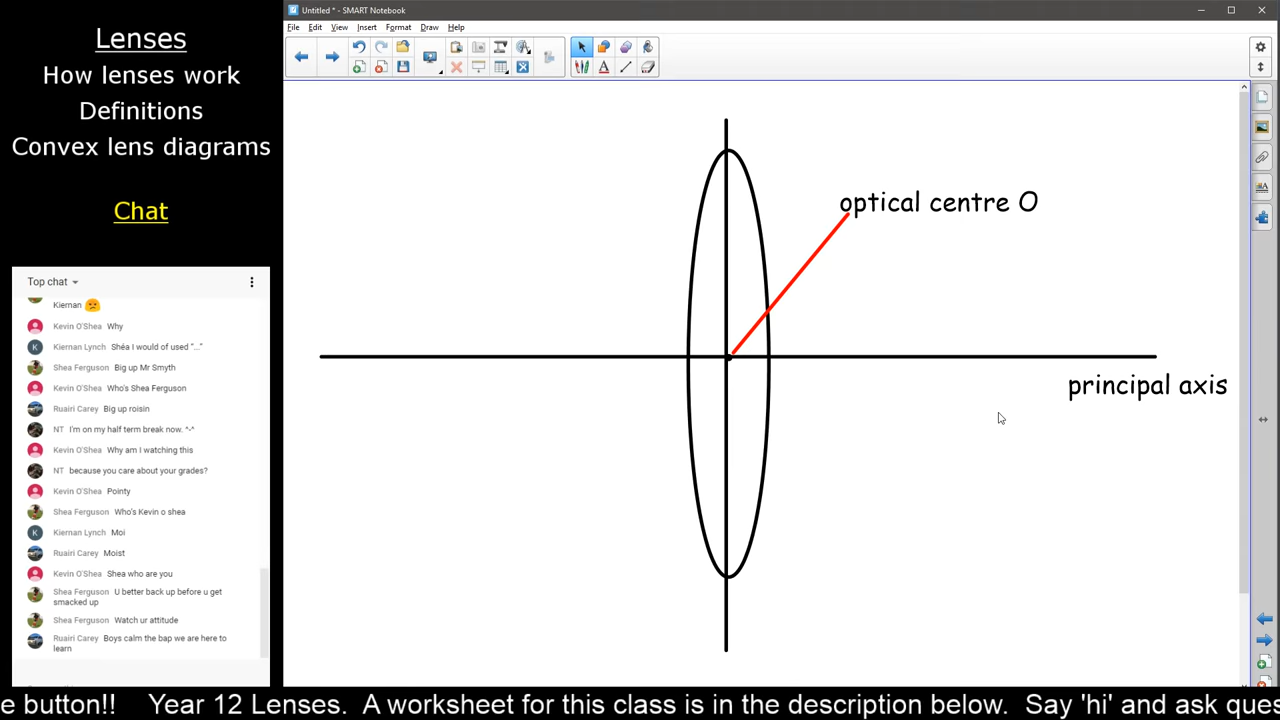 Lenses
How lenses work
Definitions
Convex lens diagrams
Chat
Top chat
Kiernan
Kevin O'Shea Why
Kiernan Lynch Shéa I would of used "..."
Shea Ferguson Big up Mr Smyth
Kevin O'Shea Who's Shea Ferguson
Ruairi Carey Big up roisin
NT I'm on my half term break now. ^-^
Kevin O'Shea Why am I watching this
NT because you care about your grades?
Kevin O'Shea Pointy
Shea Ferguson Who's Kevin o shea
K Kiernan Lynch Moi
Ruairi Carey Moist
Kevin O'Shea Shea who are you
Shea Ferguson U better back up before u get
smacked up
Shea Ferguson Watch ur attitude
Ruairi Carey Boys calm the bap we are here to
learn
Untitled * - SMART Notebook
File Edit View Insert Format Draw Help
optical centre O
principal axis
e button!! Year 12 Lenses. A worksheet for this class is in the description below. Say 'hi' and ask ques